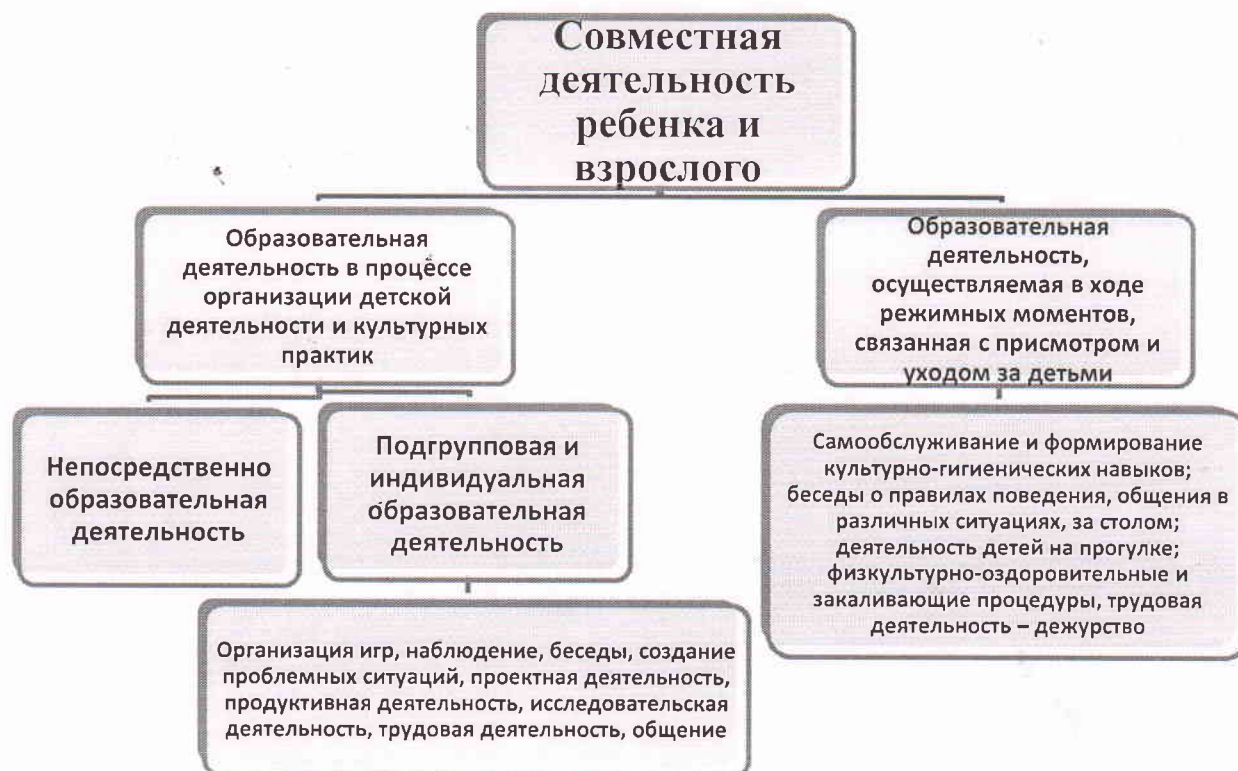 Совместная
деятельность
ребенка и
взрослого
Образовательная
деятельность в процессе
организации детской
деятельности и культурных
практик
Образовательная
деятельность,
осуществляемая в ходе
режимных моментов,
связанная с присмотром и
уходом за детьми
Непосредственно
образовательная
деятельность
Подгрупповая и
индивидуальная
образовательная
деятельность
Самообслуживание и формирование
культурно-гигиенических навыков;
беседы о правилах поведения, общения в
различных ситуациях, за столом;
деятельность детей на прогулке;
физкультурно-оздоровительные и
закаливающие процедуры, трудовая
деятельность – дежурство
Организация игр, наблюдение, беседы, создание
проблемных ситуаций, проектная деятельность,
продуктивная деятельность, исследовательская
деятельность, трудовая деятельность, общение